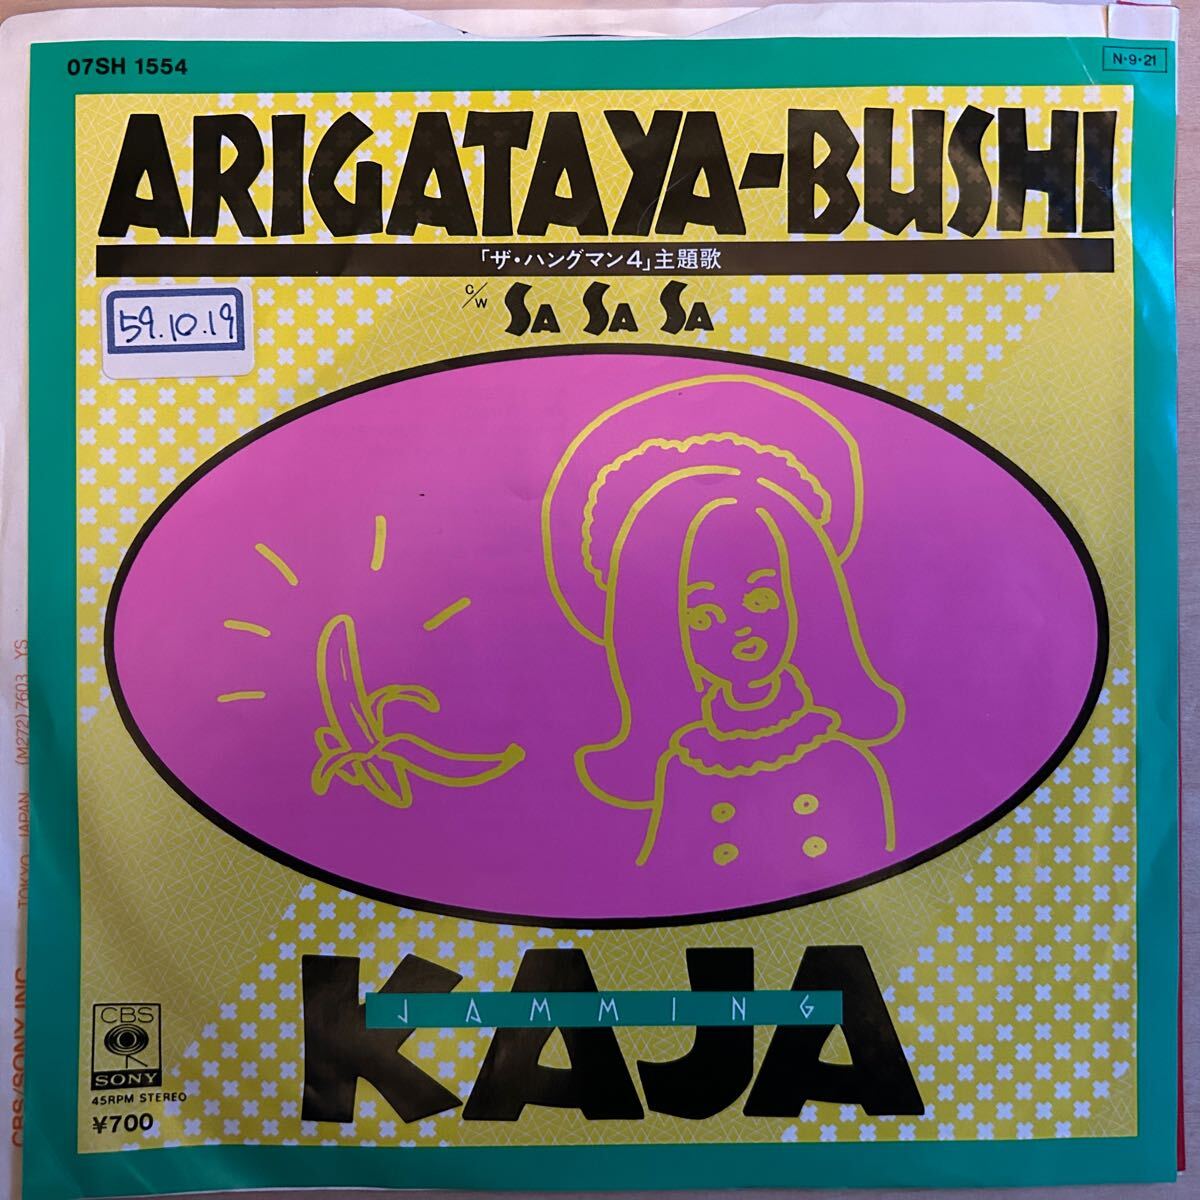 07SH 1554
N・9・21
ARIGATAYA-BUSHI
「ザ・ハングマン4」主題歌
C/W SA SA SA
59.10.19
KAJA
JAMMING
CBS
SONY
45RPM STEREO
¥700
CBS/SONY INC. TOKYO, JAPAN (M272) 7603 YS